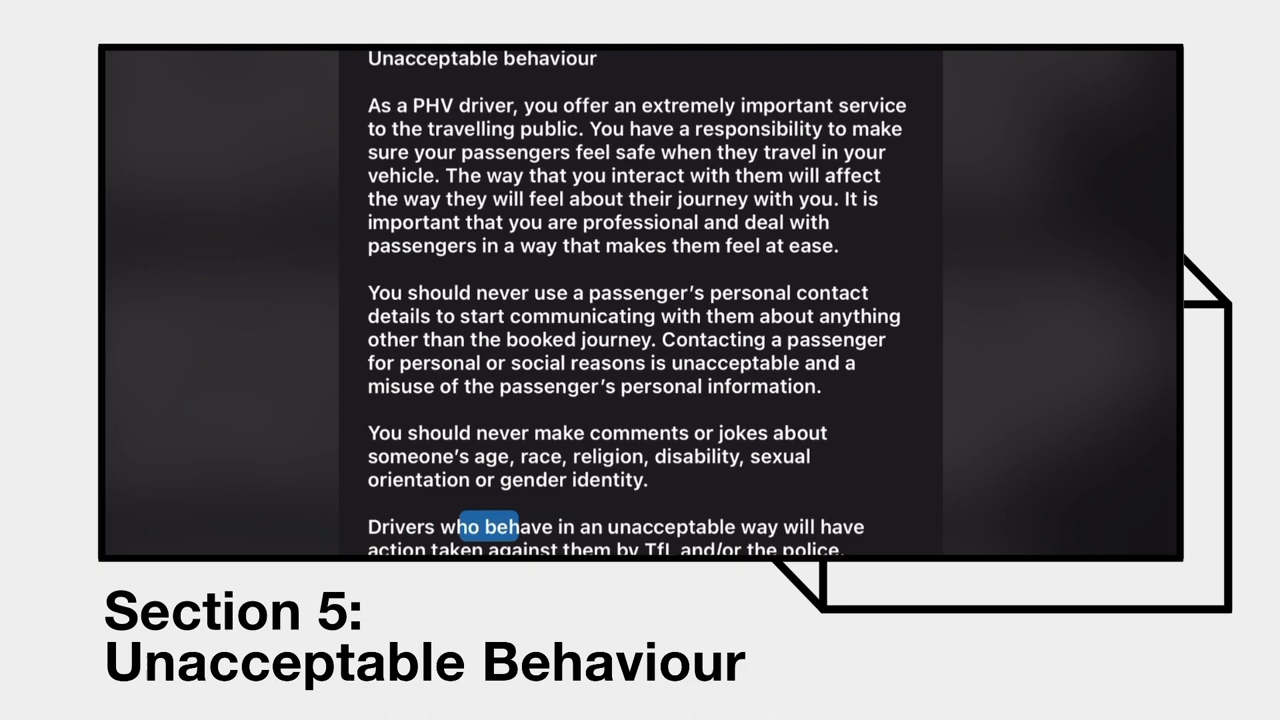 Unacceptable behaviour
As a PHV driver, you offer an extremely important service
to the travelling public. You have a responsibility to make
sure your passengers feel safe when they travel in your
vehicle. The way that you interact with them will affect
the way they will feel about their journey with you. It is
important that you are professional and deal with
passengers in a way that makes them feel at ease.
You should never use a passenger’s personal contact
details to start communicating with them about anything
other than the booked journey. Contacting a passenger
for personal or social reasons is unacceptable and a
misuse of the passenger’s personal information.
You should never make comments or jokes about
someone’s age, race, religion, disability, sexual
orientation or gender identity.
Drivers who behave in an unacceptable way will have
action taken against them by TfL and/or the police.
Section 5:
Unacceptable Behaviour